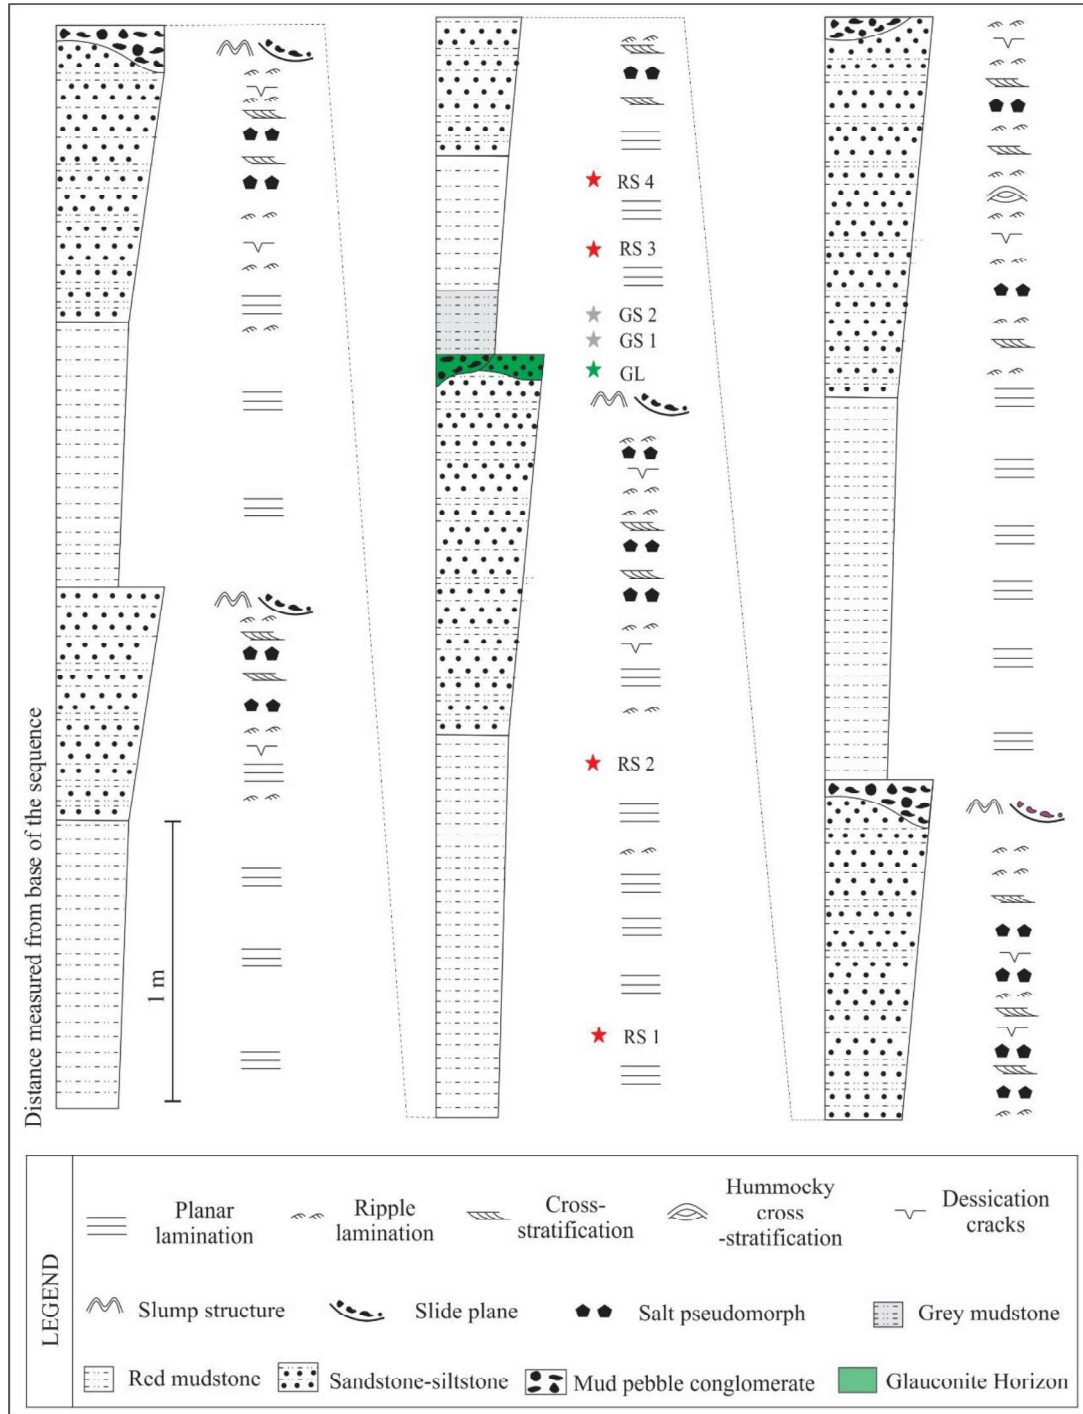 Distance measured from base of the sequence
1 m
RS 4
RS 3
GS 2
GS 1
GL
RS 2
RS 1
LEGEND
Planar
lamination
Ripple
lamination
Cross-
stratification
Hummocky
cross
-stratification
Dessication
cracks
Slump structure
Slide plane
Salt pseudomorph
Grey mudstone
Red mudstone
Sandstone-siltstone
Mud pebble conglomerate
Glauconite Horizon